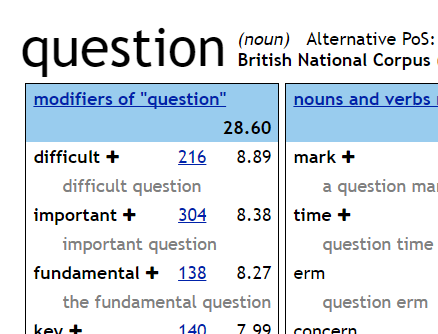 question (noun) Alternative PoS:
British National Corpus
modifiers of "question"
28.60
difficult + 216 8.89
difficult question
important + 304 8.38
important question
fundamental + 138 8.27
the fundamental question
key + 140 7.99
nouns and verbs
mark +
a question mar
time +
question time
erm
question erm
concern